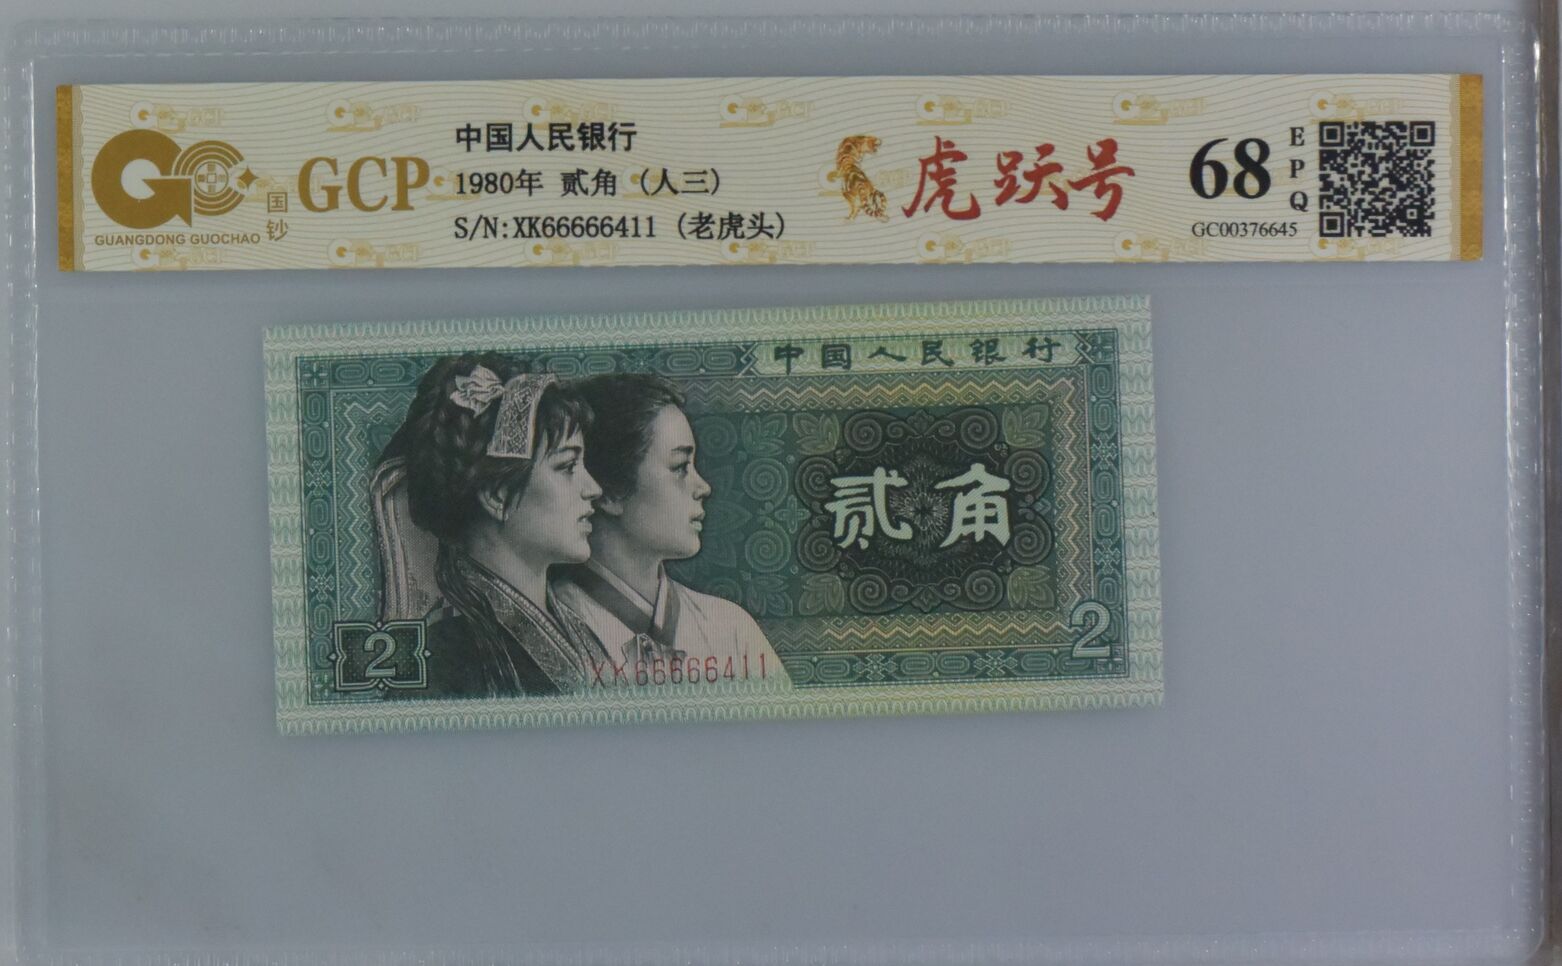 GUANGDONG GUOCHAO
国钞
GCP
中国人民银行
1980年 贰角 (人三)
S/N:XK66666411 (老虎头)
虎跃号
68
EPQ
GC00376645
中国人民银行
贰角
2
2
XK66666411